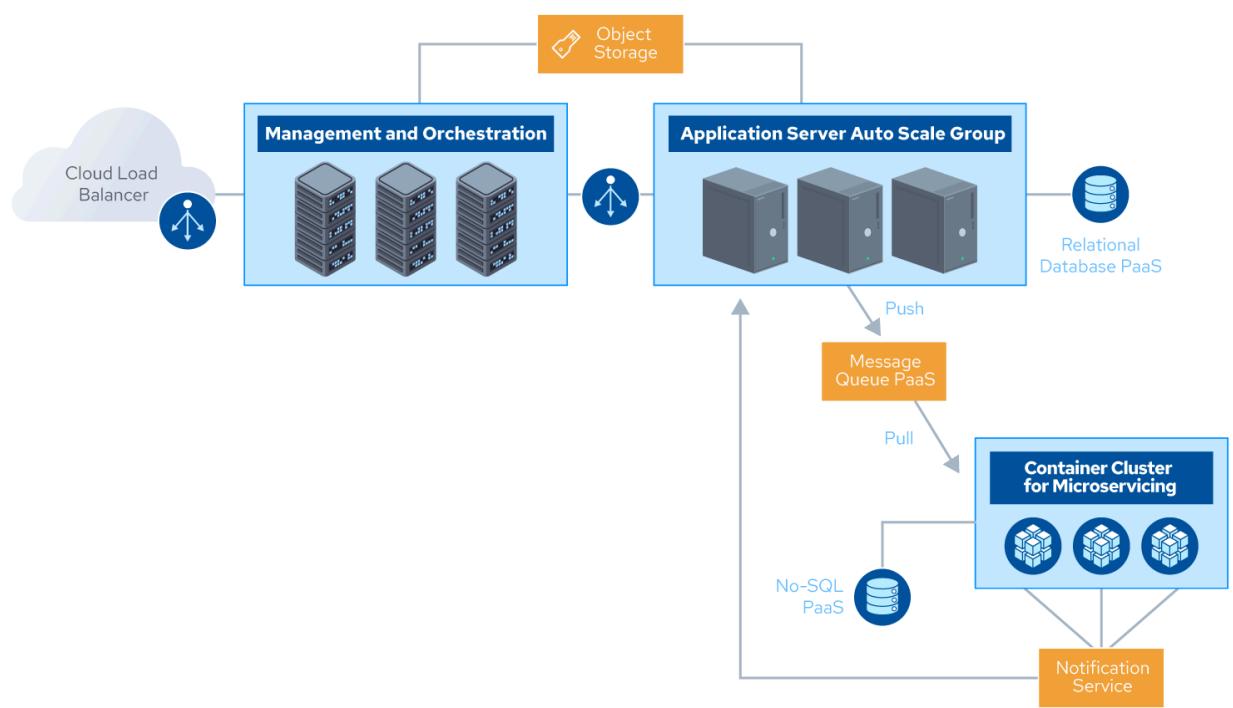 Object
Storage
Management and Orchestration
Application Server Auto Scale Group
Cloud Load
Balancer
Relational
Database PaaS
Push
Message
Queue PaaS
Pull
Container Cluster
for Microservicing
No-SQL
PaaS
Notification
Service